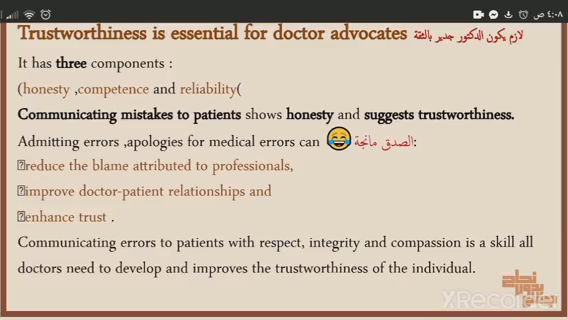 ٤:٠٨ ص
Trustworthiness is essential for doctor advocates لازم يكون الدكتور جدير بالثقة
It has three components :
(honesty ,competence and reliability(
Communicating mistakes to patients shows honesty and suggests trustworthiness.
Admitting errors ,apologies for medical errors can 😂 الصدق مانجة:
reduce the blame attributed to professionals,
improve doctor-patient relationships and
enhance trust .
Communicating errors to patients with respect, integrity and compassion is a skill all
doctors need to develop and improves the trustworthiness of the individual.
XRecorder